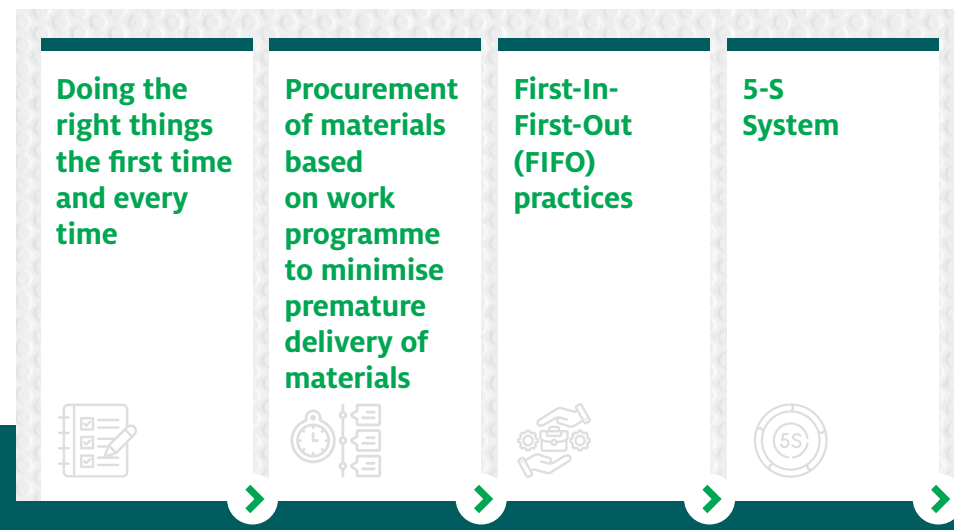 Doing the
right things
the first time
and every
time
Procurement
of materials
based
on work
programme
to minimise
premature
delivery of
materials
First-In-
First-Out
(FIFO)
practices
5-S
System
5S